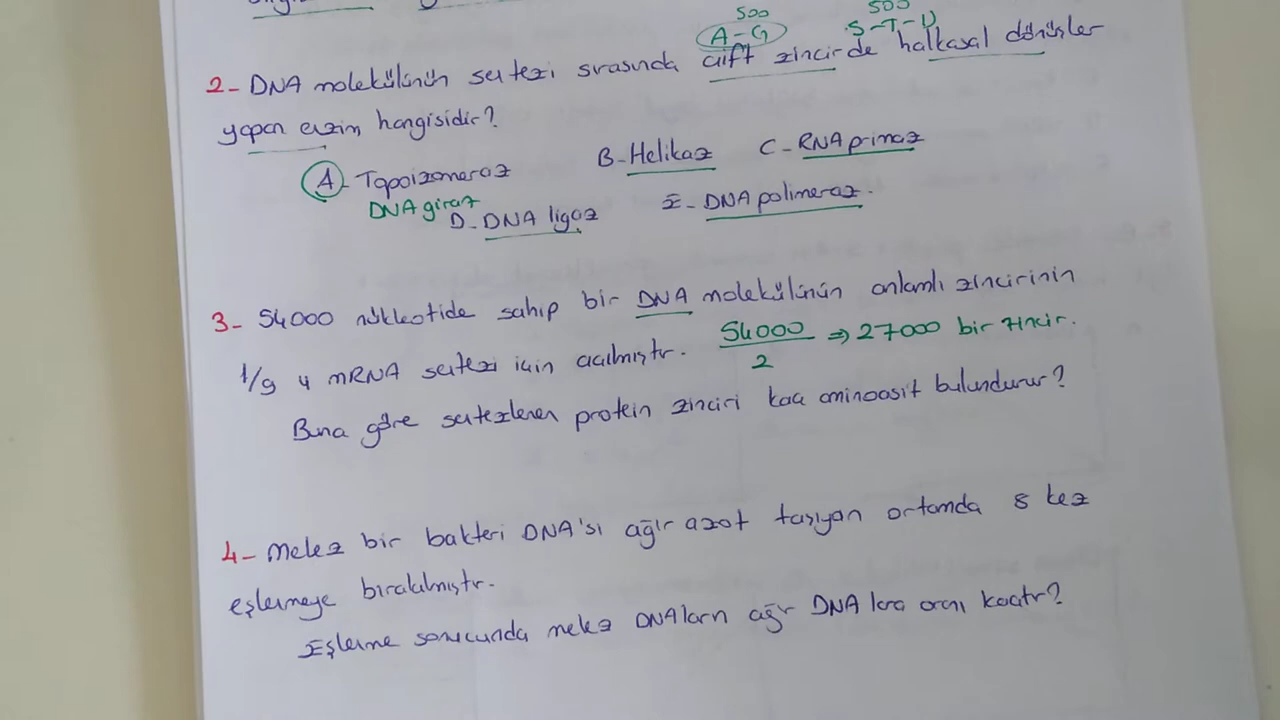 500 500
A-G S-T-U
2- DNA molekülünün sentezi sırasında çift zincirde halkasal dönüşler
yapan enzim hangisidir?
A- Topoizomeraz B- Helikaz C- RNA primaz
DNA giraz D- DNA ligaz E- DNA polimeraz.
3- 54000 nükleotide sahip bir DNA molekülünün anlamlı zincirinin
1/9 u mRNA sentezi için açılmıştır. 54000/2 ⇒ 27000 bir zincir.
Buna göre sentezlenen protein zinciri kaç aminoasit bulundurur?
4- Melez bir bakteri DNA'sı ağır azot taşıyan ortamda 8 kez
eşlenmeye bırakılmıştır.
Eşlenme sonucunda melez DNAların ağır DNA lara oranı kaçtır?